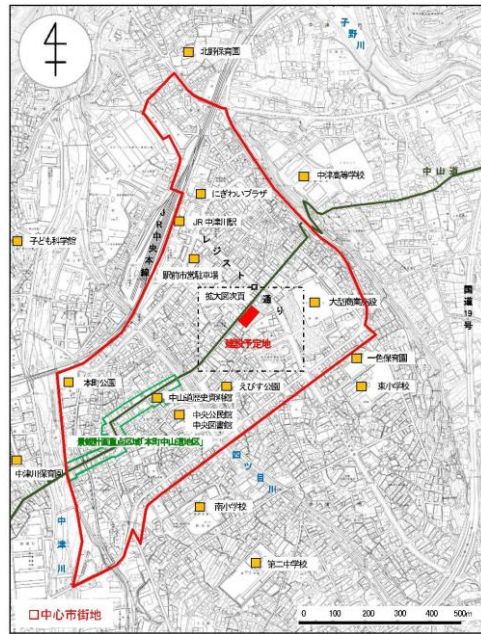 北野保育園
子野川
中津高等学校
中山道
にぎわいプラザ
JR中津川駅
JR中央本線
子ども科学館
駅前市営駐車場
レジストロ通り
拡大図次頁
大型商業施設
国道19号
建設予定地
一色保育園
本町公園
えびす公園
東小学校
中山道歴史資料館
中央公民館
中央図書館
景観計画重点区域「本町中山道地区」
中津川保育園
四ツ目川
中津川
南小学校
第二中学校
中心市街地
0 100 200 300 400 500m